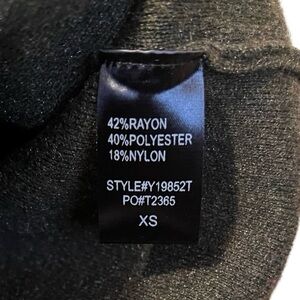 42%RAYON
40%POLYESTER
18%NYLON
STYLE#Y19852T
PO#T2365
XS